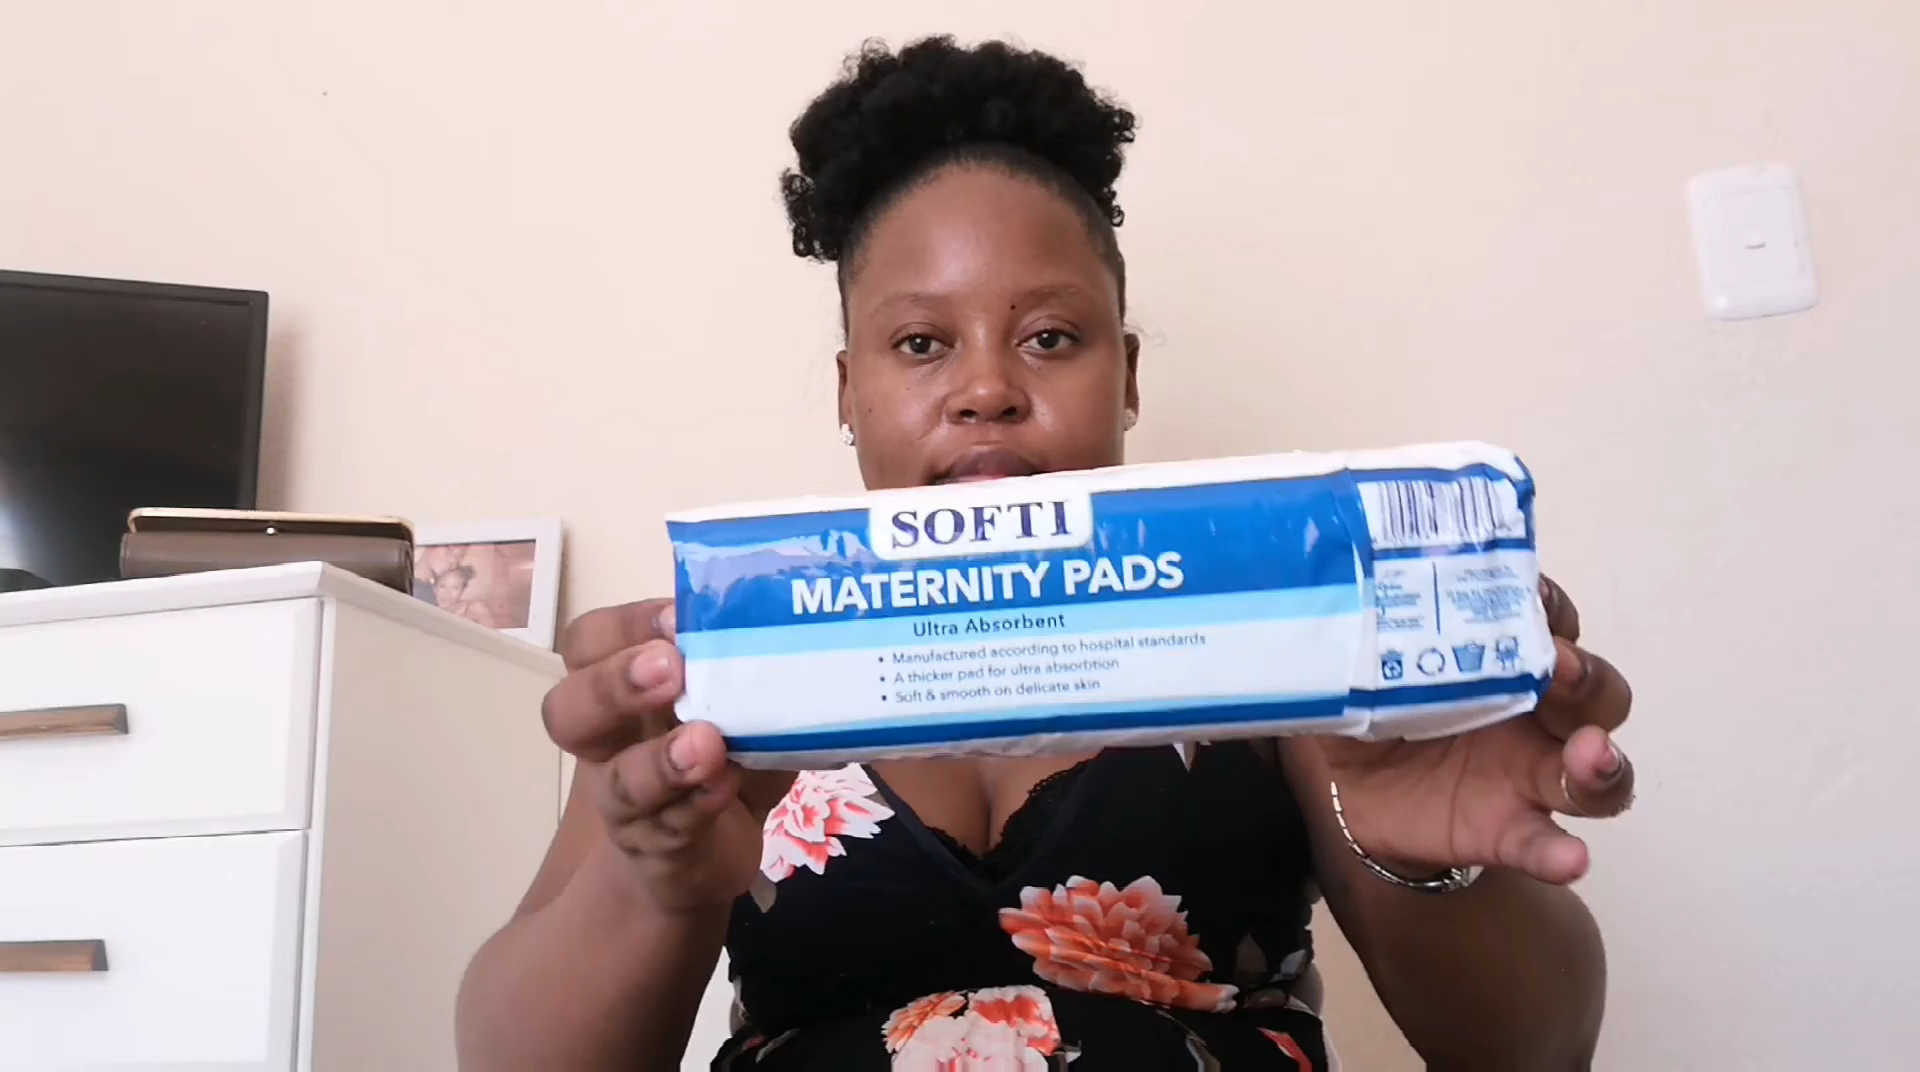 SOFTI
MATERNITY PADS
Ultra Absorbent
• Manufactured according to hospital standards
• A thicker pad for ultra absorbtion
• Soft & smooth on delicate skin